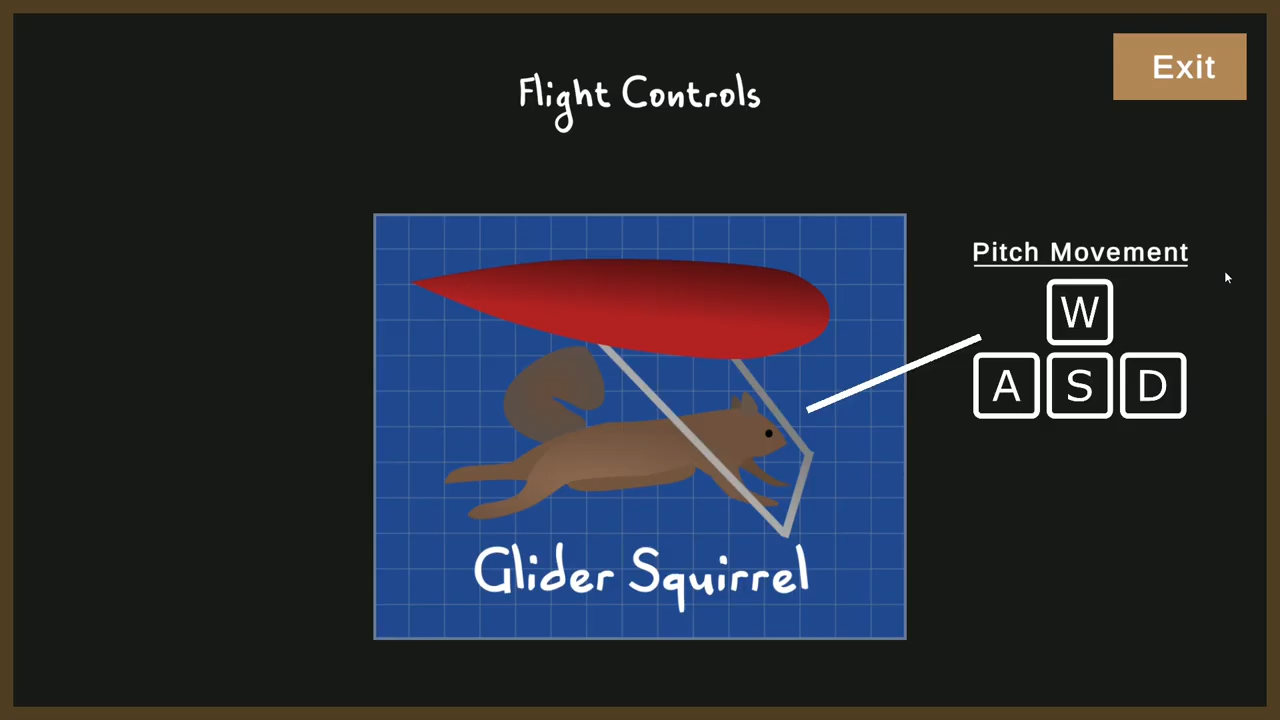 Exit
Flight Controls
Pitch Movement
W
A S D
Glider Squirrel